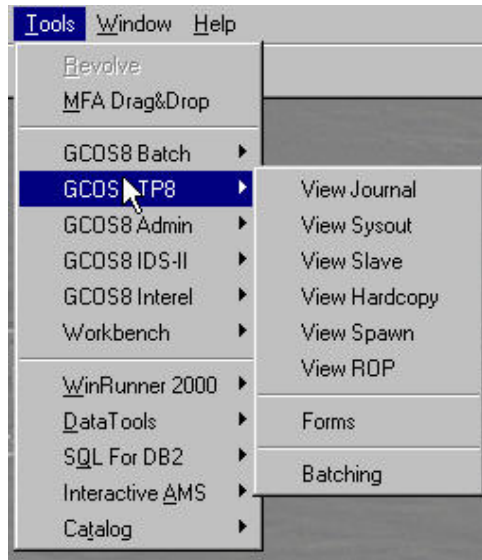 Tools Window Help
Revolve
MFA Drag&Drop
GCOS8 Batch
GCOS TP8
GCOS8 Admin
GCOS8 IDS-II
GCOS8 Interel
Workbench
WinRunner 2000
DataTools
SQL For DB2
Interactive AMS
Catalog
View Journal
View Sysout
View Slave
View Hardcopy
View Spawn
View ROP
Forms
Batching